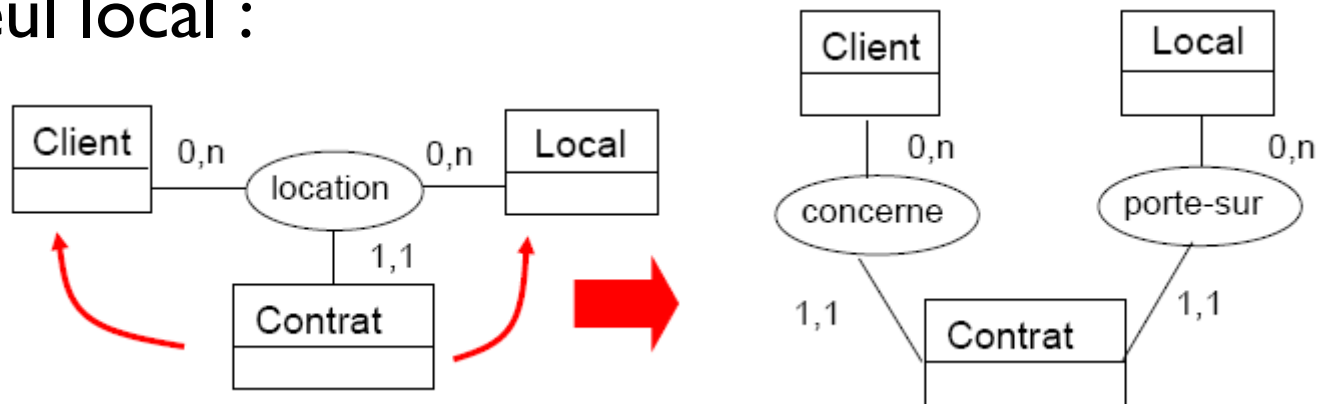 eul local :
Client
0,n
location
0,n
Local
1,1
Contrat
Client
0,n
concerne
1,1
Local
0,n
porte-sur
1,1
Contrat